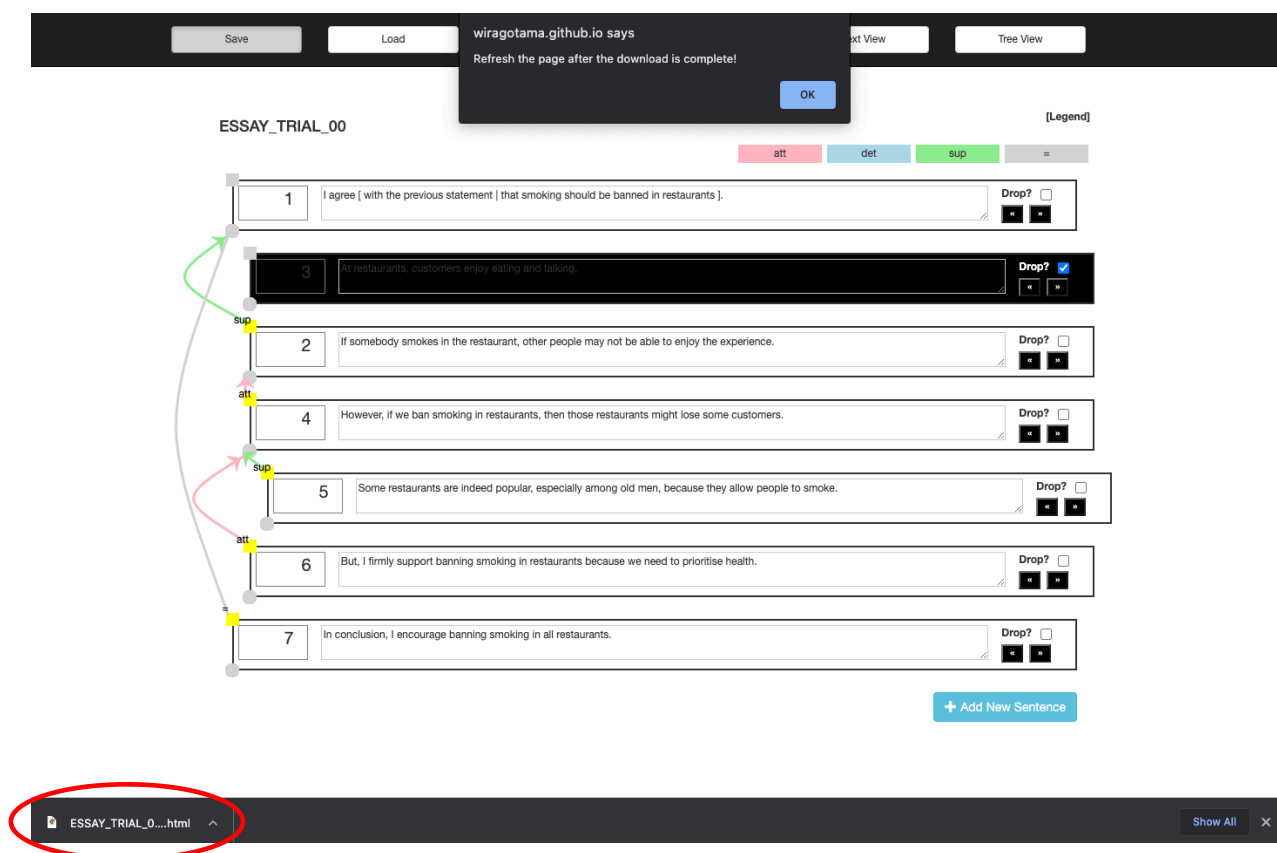 Save
Load
wiragotama.github.io says
Refresh the page after the download is complete!
OK
ext View
Tree View
ESSAY_TRIAL_00
[Legend]
att
det
sup
=
1
I agree [ with the previous statement | that smoking should be banned in restaurants ].
Drop?
«
»
3
At restaurants, customers enjoy eating and talking.
Drop?
«
»
sup
2
If somebody smokes in the restaurant, other people may not be able to enjoy the experience.
Drop?
«
»
att
4
However, if we ban smoking in restaurants, then those restaurants might lose some customers.
Drop?
«
»
sup
5
Some restaurants are indeed popular, especially among old men, because they allow people to smoke.
Drop?
«
»
att
6
But, I firmly support banning smoking in restaurants because we need to prioritise health.
Drop?
«
»
=
7
In conclusion, I encourage banning smoking in all restaurants.
Drop?
«
»
+ Add New Sentence
ESSAY_TRIAL_0....html
Show All